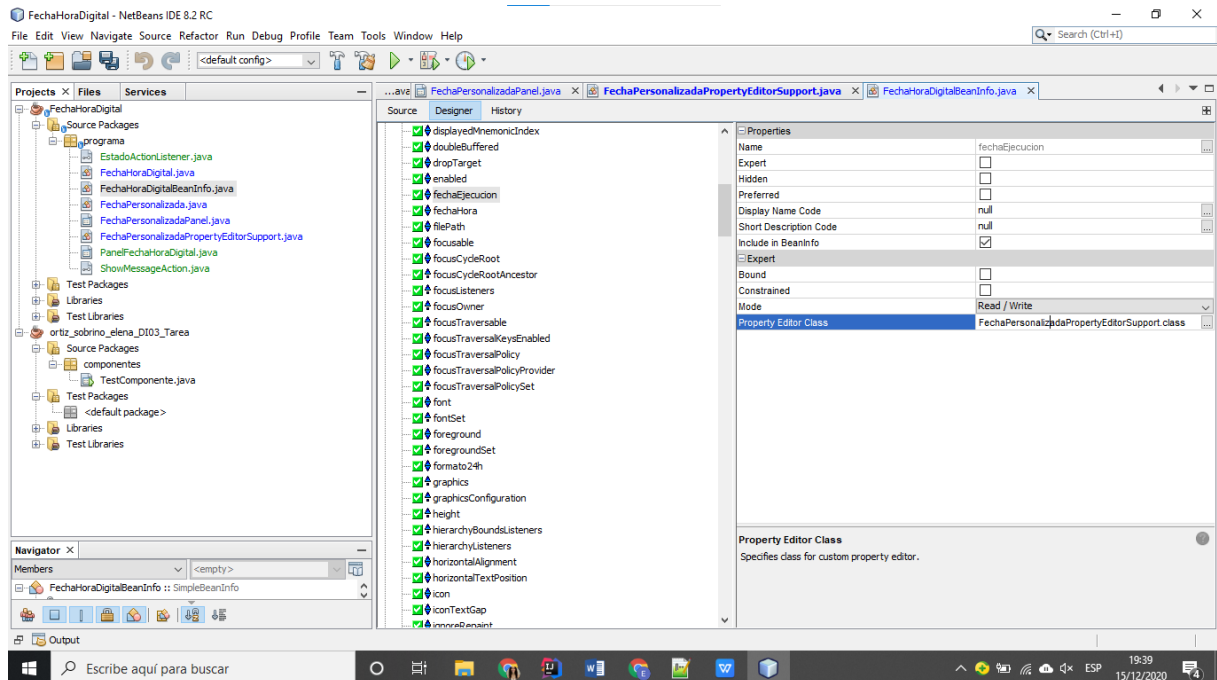 FechaHoraDigital - NetBeans IDE 8.2 RC
File Edit View Navigate Source Refactor Run Debug Profile Team Tools Window Help
Search (Ctrl+I)
<default config>
Projects Files Services
FechaHoraDigital
Source Packages
programa
EstadoActionListener.java
FechaHoraDigital.java
FechaHoraDigitalBeanInfo.java
FechaPersonalizada.java
FechaPersonalizadaPanel.java
FechaPersonalizadaPropertyEditorSupport.java
PanelFechaHoraDigital.java
ShowMessageAction.java
Test Packages
Libraries
Test Libraries
ortiz_sobrino_elena_DI03_Tarea
Source Packages
componentes
TestComponente.java
Test Packages
<default package>
Libraries
Test Libraries
Navigator
Members <empty>
FechaHoraDigitalBeanInfo :: SimpleBeanInfo
...ava FechaPersonalizadaPanel.java FechaPersonalizadaPropertyEditorSupport.java FechaHoraDigitalBeanInfo.java
Source Designer History
displayedMnemonicIndex
doubleBuffered
dropTarget
enabled
fechaEjecucion
fechaHora
filePath
focusable
focusCycleRoot
focusCycleRootAncestor
focusListeners
focusOwner
focusTraversable
focusTraversalKeysEnabled
focusTraversalPolicy
focusTraversalPolicyProvider
focusTraversalPolicySet
font
fontSet
foreground
foregroundSet
formato24h
graphics
graphicsConfiguration
height
hierarchyBoundsListeners
hierarchyListeners
horizontalAlignment
horizontalTextPosition
icon
iconTextGap
ignoreRepaint
Properties
Name fechaEjecucion ...
Expert
Hidden
Preferred
Display Name Code null ...
Short Description Code null ...
Include in BeanInfo
Expert
Bound
Constrained
Mode Read / Write
Property Editor Class FechaPersonalizadaPropertyEditorSupport.class ...
Property Editor Class
Specifies class for custom property editor.
Output
Escribe aquí para buscar
ESP
19:39
15/12/2020
4